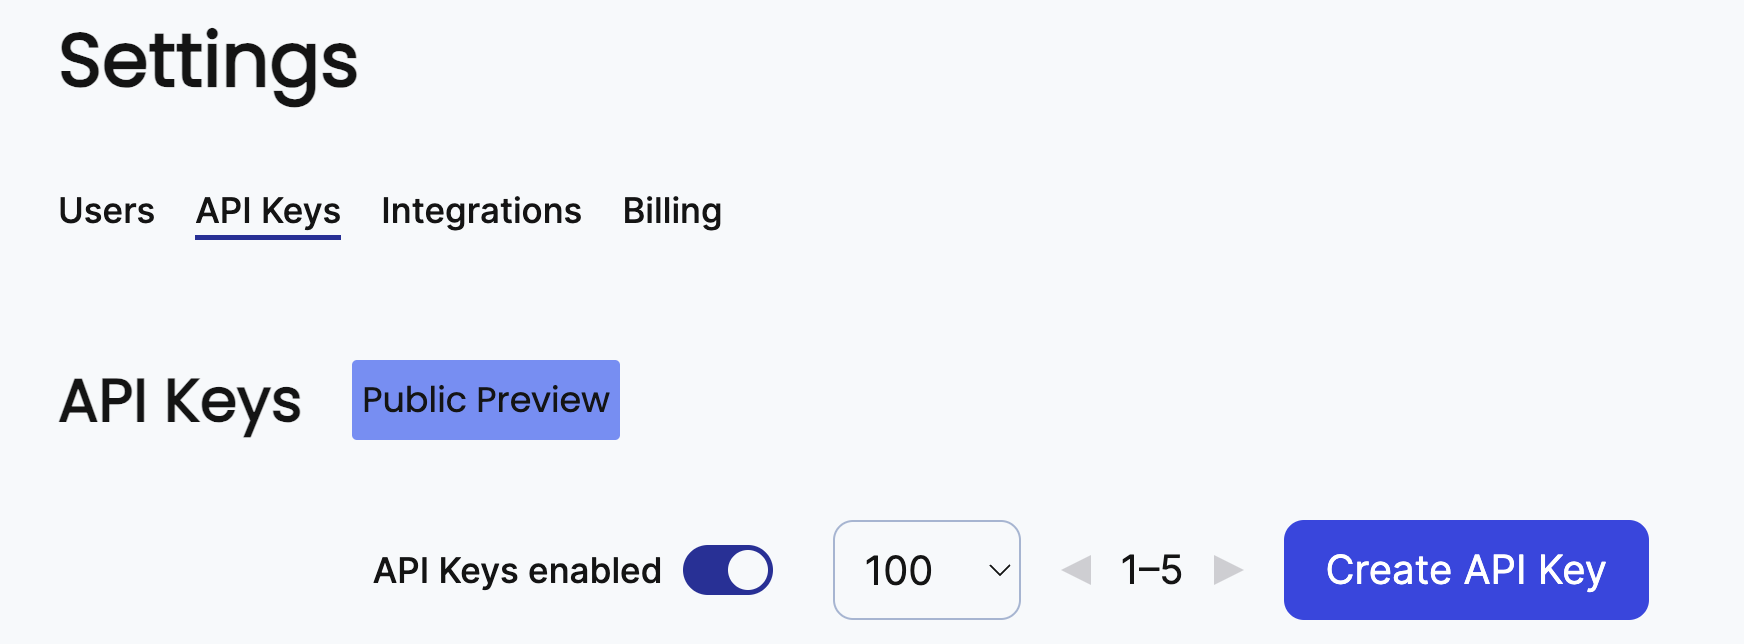 Settings
Users API Keys Integrations Billing
API Keys Public Preview
API Keys enabled 100 1–5 Create API Key